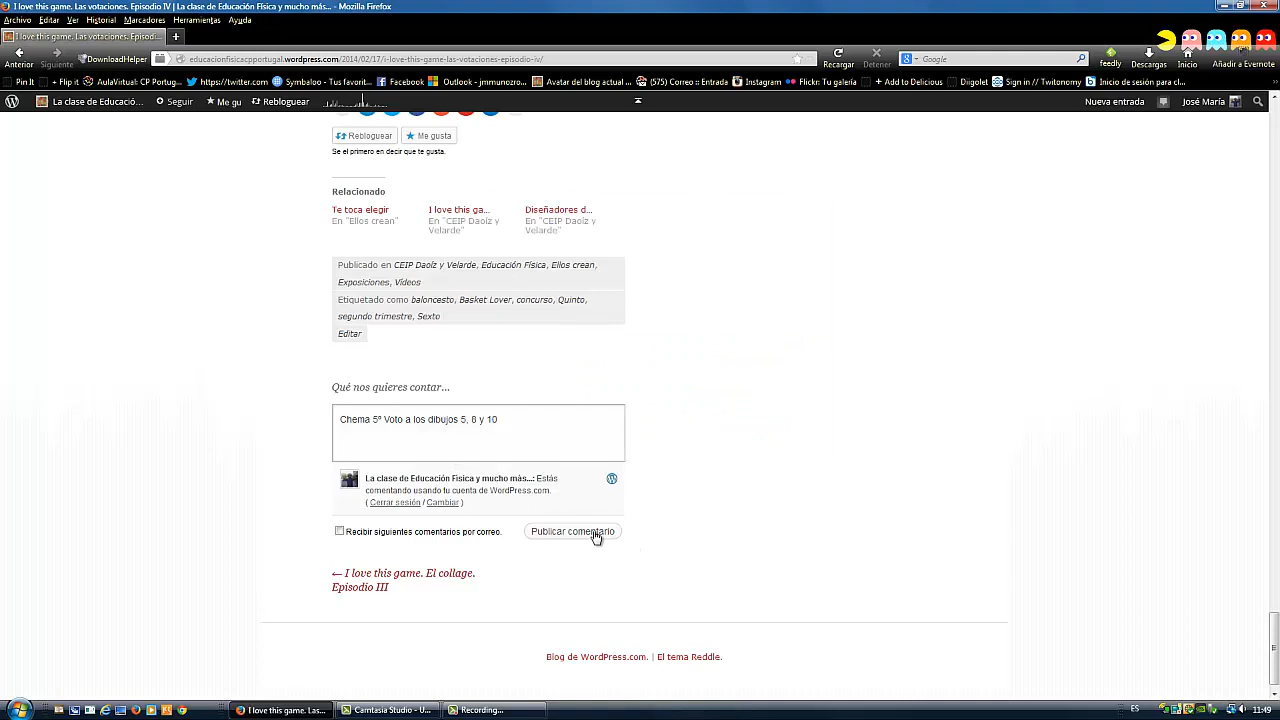 I love this game. Las votaciones. Episodio IV | La clase de Educación Física y mucho más... - Mozilla Firefox
Archivo Editar Ver Historial Marcadores Herramientas Ayuda
I love this game. Las votaciones. Episodi...
Anterior Siguiente DownloadHelper educacionfisicacpportugal.wordpress.com/2014/02/17/i-love-this-game-las-votaciones-episodio-iv/ Recargar Detener Google feedly Descargas Inicio Añadir a Evernote
Pin It + Flip it AulaVirtual: CP Portug... https://twitter.com Symbaloo - Tus favorit... Facebook Outlook - jmmunozro... Avatar del blog actual ... (575) Correo :: Entrada Instagram Flickr: Tu galería Add to Delicious Diigolet Sign in // Twitonomy Inicio de sesión para cl...
La clase de Educació... Seguir Me gu Rebloguear Nueva entrada José María
Rebloguear Me gusta
Se el primero en decir que te gusta.
Relacionado
Te toca elegir I love this ga... Diseñadores d...
En "Ellos crean" En "CEIP Daoíz y Velarde" En "CEIP Daoíz y Velarde"
Publicado en CEIP Daoíz y Velarde, Educación Física, Ellos crean,
Exposiciones, Vídeos
Etiquetado como baloncesto, Basket Lover, concurso, Quinto,
segundo trimestre, Sexto
Editar
Qué nos quieres contar...
Chema 5º Voto a los dibujos 5, 8 y 10
La clase de Educación Física y mucho más...: Estás
comentando usando tu cuenta de WordPress.com.
( Cerrar sesión / Cambiar )
Recibir siguientes comentarios por correo. Publicar comentario
← I love this game. El collage.
Episodio III
Blog de WordPress.com. | El tema Reddle.
I love this game. Las... Camtasia Studio - U... Recording... ES 11:49